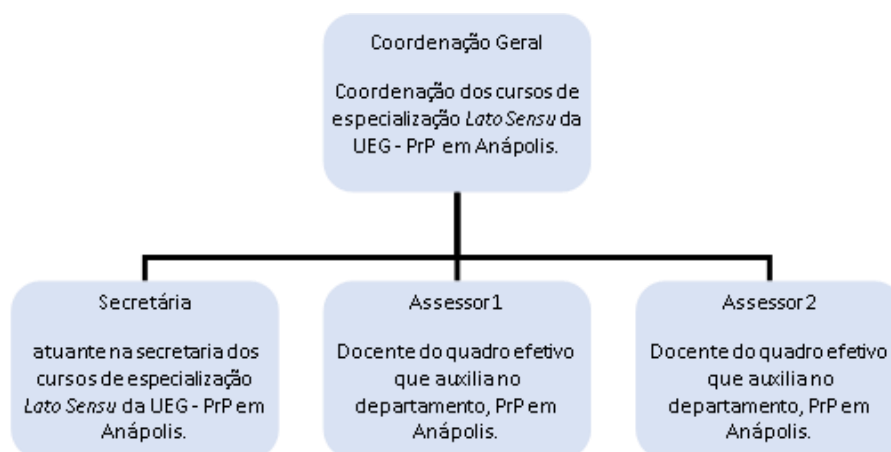 Coordenação Geral
Coordenação dos cursos de
especialização Lato Sensu da
UEG - PrP em Anápolis.
Secretária
atuante na secretaria dos
cursos de especialização
Lato Sensu da UEG - PrP em
Anápolis.
Assessor1
Docente do quadro efetivo
que auxilia no
departamento, PrP em
Anápolis.
Assessor2
Docente do quadro efetivo
que auxilia no
departamento, PrP em
Anápolis.